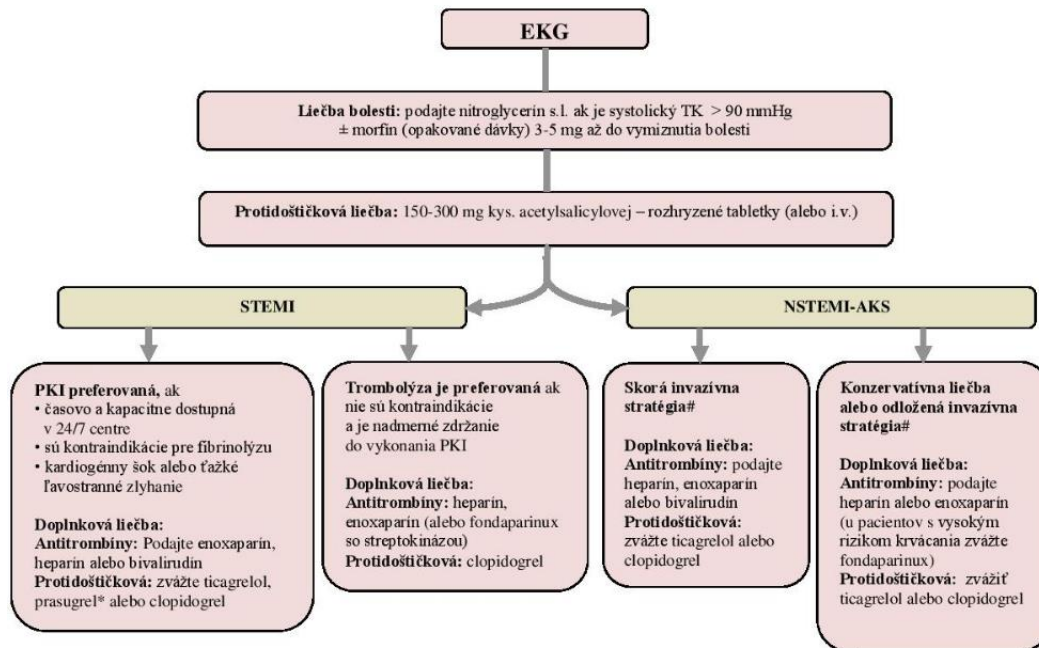 EKG
Liečba bolesti: podajte nitroglycerín s.l. ak je systolický TK > 90 mmHg
± morfín (opakované dávky) 3-5 mg až do vymiznutia bolesti
Protidoštičková liečba: 150-300 mg kys. acetylsalicylovej – rozhryzené tabletky (alebo i.v.)
STEMI
NSTEMI-AKS
PKI preferovaná, ak
• časovo a kapacitne dostupná
v 24/7 centre
• sú kontraindikácie pre fibrinolýzu
• kardiogénny šok alebo ťažké
ľavostranné zlyhanie
Doplnková liečba:
Antitrombíny: Podajte enoxaparín,
heparín alebo bivalirudín
Protidoštičková: zvážte ticagrelol,
prasugrel* alebo clopidogrel
Trombolýza je preferovaná ak
nie sú kontraindikácie
a je nadmerné zdržanie
do vykonania PKI
Doplnková liečba:
Antitrombíny: heparín,
enoxaparín (alebo fondaparinux
so streptokinázou)
Protidoštičková: clopidogrel
Skorá invazívna
stratégia#
Doplnková liečba:
Antitrombíny: podajte
heparín, enoxaparín
alebo bivalirudín
Protidoštičková:
zvážte ticagrelol alebo
clopidogrel
Konzervatívna liečba
alebo odložená invazívna
stratégia#
Doplnková liečba:
Antitrombíny: podajte
heparín alebo enoxaparín
(u pacientov s vysokým
rizikom krvácania zvážte
fondaparinux)
Protidoštičková: zvážiť
ticagrelol alebo clopidogrel